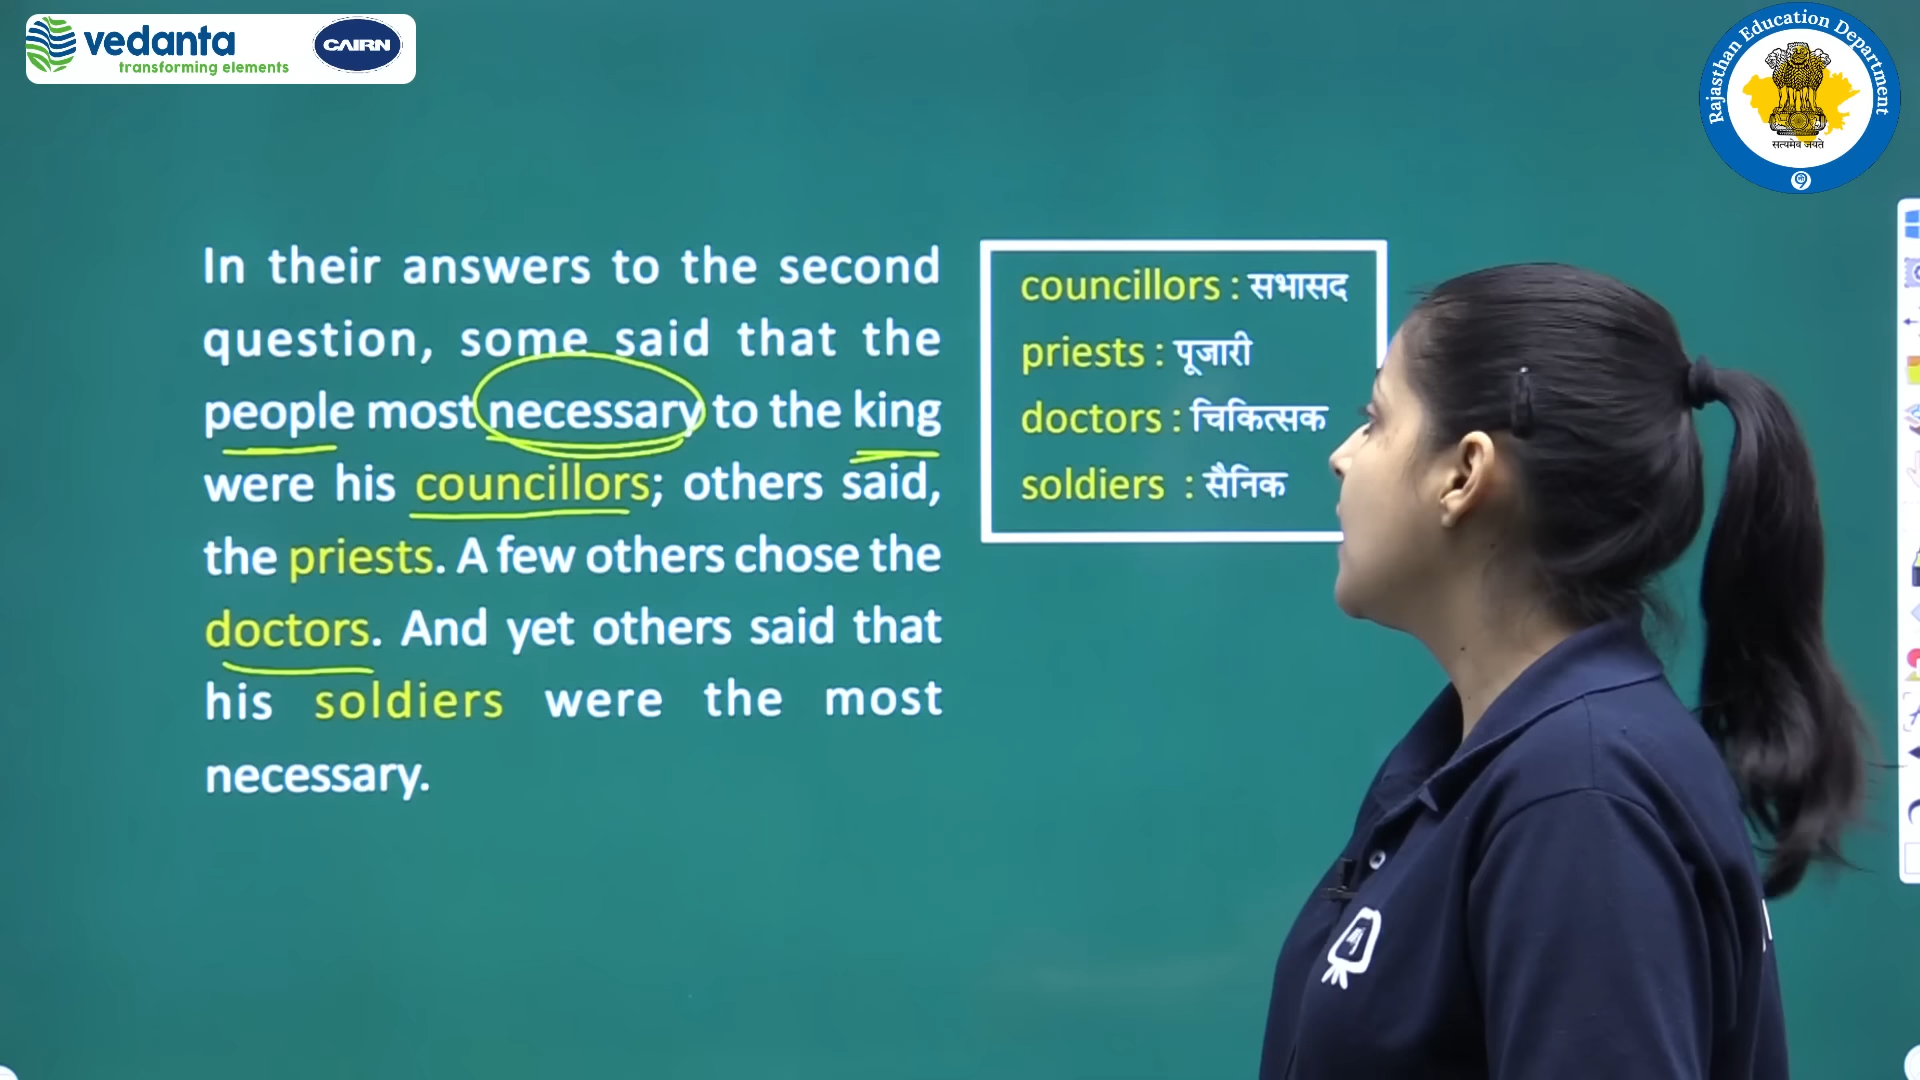 vedanta
transforming elements
CAIRN
Rajasthan Education Department
सत्यमेव जयते
In their answers to the second
question, some said that the
people most necessary to the king
were his councillors; others said,
the priests. A few others chose the
doctors. And yet others said that
his soldiers were the most
necessary.
councillors : सभासद
priests : पूजारी
doctors : चिकित्सक
soldiers : सैनिक